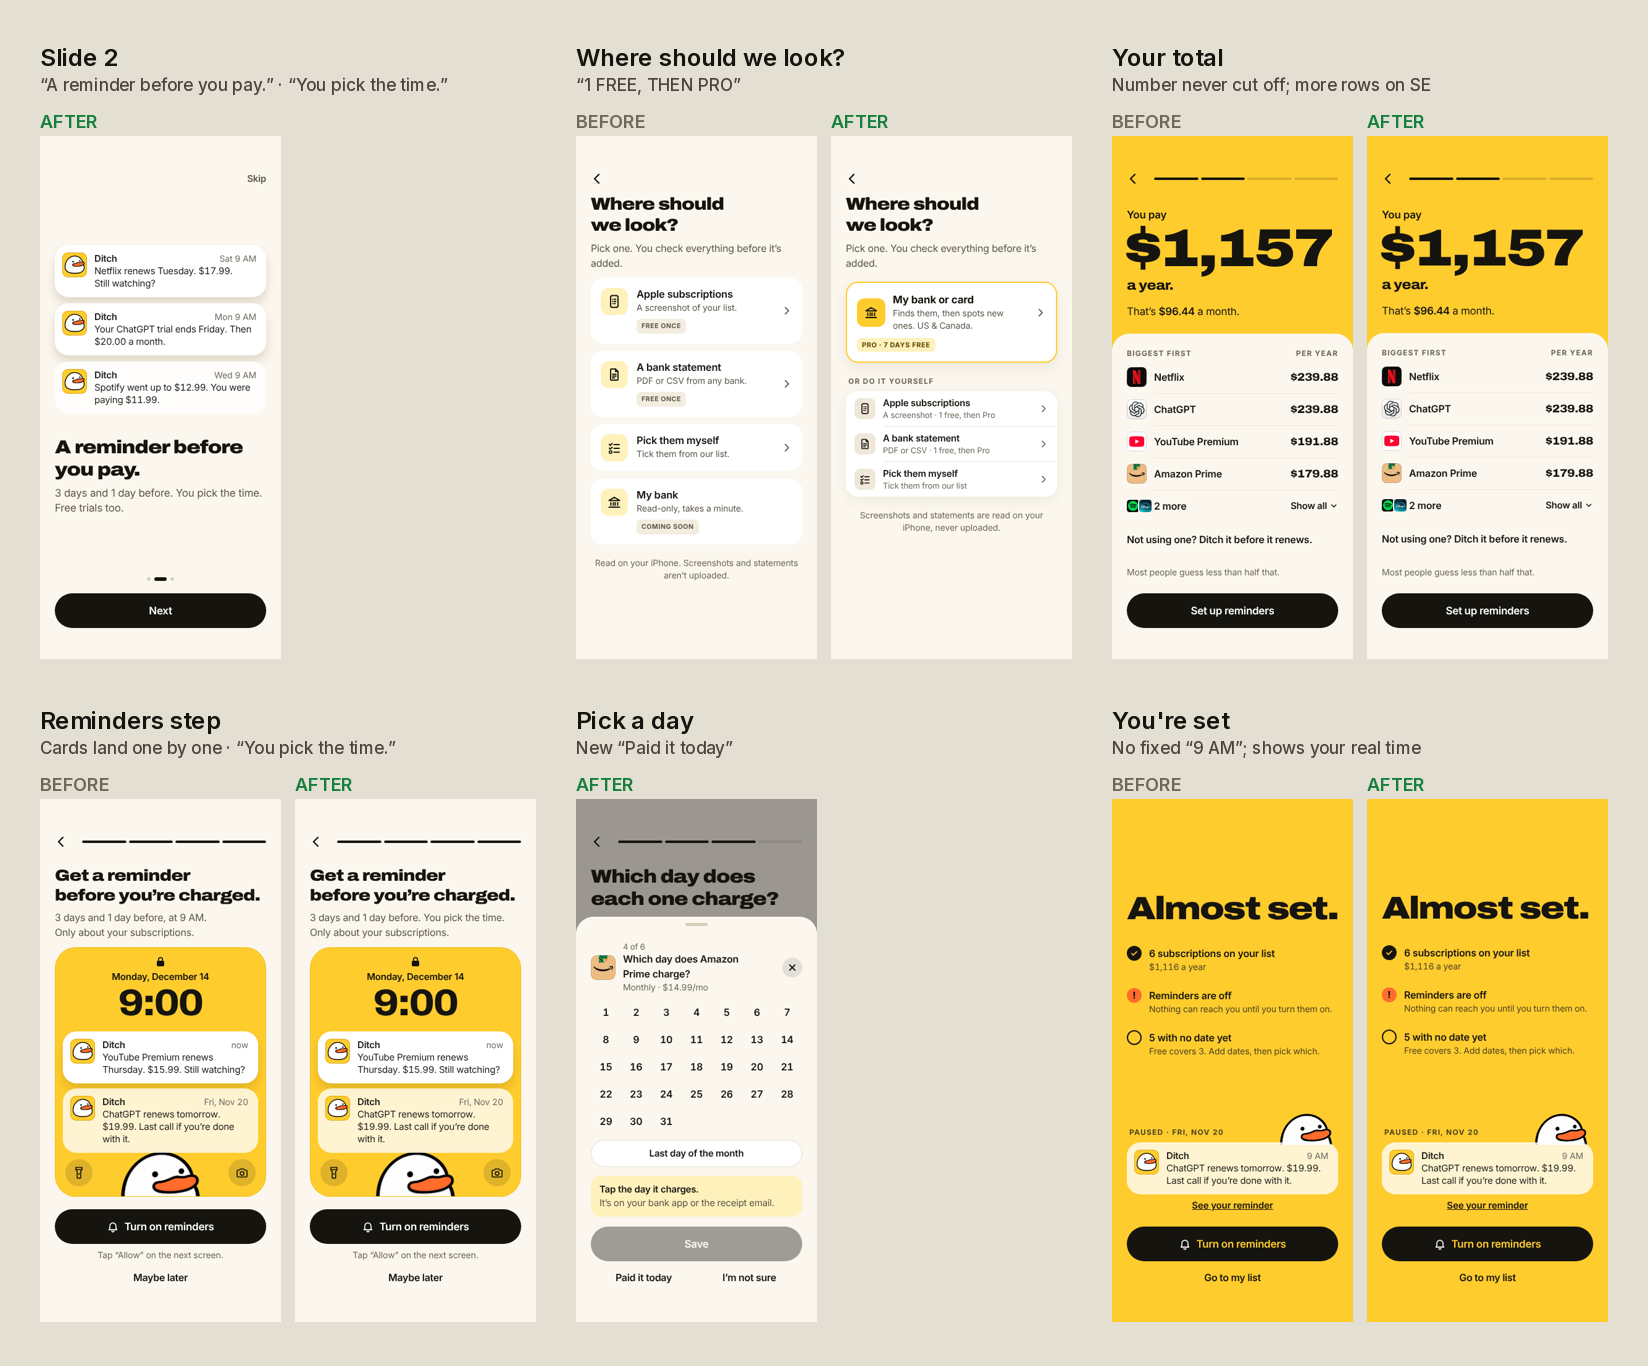 Slide 2
“A reminder before you pay.” · “You pick the time.”
AFTER
Skip
Ditch
Sat 9 AM
Netflix renews Tuesday. $17.99.
Still watching?
Ditch
Mon 9 AM
Your ChatGPT trial ends Friday. Then
$20.00 a month.
Ditch
Wed 9 AM
Spotify went up to $12.99. You were
paying $11.99.
A reminder before
you pay.
3 days and 1 day before. You pick the time.
Free trials too.
Next
Where should we look?
“1 FREE, THEN PRO”
BEFORE
Where should
we look?
Pick one. You check everything before it’s
added.
Apple subscriptions
A screenshot of your list.
FREE ONCE
A bank statement
PDF or CSV from any bank.
FREE ONCE
Pick them myself
Tick them from our list.
My bank
Read-only, takes a minute.
COMING SOON
Read on your iPhone. Screenshots and statements
aren’t uploaded.
AFTER
Where should
we look?
Pick one. You check everything before it’s
added.
My bank or card
Finds them, then spots new
ones. US & Canada.
PRO · 7 DAYS FREE
OR DO IT YOURSELF
Apple subscriptions
A screenshot · 1 free, then Pro
A bank statement
PDF or CSV · 1 free, then Pro
Pick them myself
Tick them from our list
Screenshots and statements are read on your
iPhone, never uploaded.
Your total
Number never cut off; more rows on SE
BEFORE
You pay
$1,157
a year.
That’s $96.44 a month.
BIGGEST FIRST
PER YEAR
Netflix
$239.88
ChatGPT
$239.88
YouTube Premium
$191.88
Amazon Prime
$179.88
2 more
Show all
Not using one? Ditch it before it renews.
Most people guess less than half that.
Set up reminders
AFTER
You pay
$1,157
a year.
That’s $96.44 a month.
BIGGEST FIRST
PER YEAR
Netflix
$239.88
ChatGPT
$239.88
YouTube Premium
$191.88
Amazon Prime
$179.88
2 more
Show all
Not using one? Ditch it before it renews.
Most people guess less than half that.
Set up reminders
Reminders step
Cards land one by one · “You pick the time.”
BEFORE
Get a reminder
before you’re charged.
3 days and 1 day before, at 9 AM.
Only about your subscriptions.
Monday, December 14
9:00
Ditch
now
YouTube Premium renews
Thursday. $15.99. Still watching?
Ditch
Fri, Nov 20
ChatGPT renews tomorrow.
$19.99. Last call if you’re done
with it.
Turn on reminders
Tap “Allow” on the next screen.
Maybe later
AFTER
Get a reminder
before you’re charged.
3 days and 1 day before. You pick the time.
Only about your subscriptions.
Monday, December 14
9:00
Ditch
now
YouTube Premium renews
Thursday. $15.99. Still watching?
Ditch
Fri, Nov 20
ChatGPT renews tomorrow.
$19.99. Last call if you’re done
with it.
Turn on reminders
Tap “Allow” on the next screen.
Maybe later
Pick a day
New “Paid it today”
AFTER
Which day does
each one charge?
4 of 6
Which day does Amazon
Prime charge?
Monthly · $14.99/mo
1 2 3 4 5 6 7
8 9 10 11 12 13 14
15 16 17 18 19 20 21
22 23 24 25 26 27 28
29 30 31
Last day of the month
Tap the day it charges.
It’s on your bank app or the receipt email.
Save
Paid it today
I’m not sure
You're set
No fixed “9 AM”; shows your real time
BEFORE
Almost set.
6 subscriptions on your list
$1,116 a year
Reminders are off
Nothing can reach you until you turn them on.
5 with no date yet
Free covers 3. Add dates, then pick which.
PAUSED · FRI, NOV 20
Ditch
9 AM
ChatGPT renews tomorrow. $19.99.
Last call if you’re done with it.
See your reminder
Turn on reminders
Go to my list
AFTER
Almost set.
6 subscriptions on your list
$1,116 a year
Reminders are off
Nothing can reach you until you turn them on.
5 with no date yet
Free covers 3. Add dates, then pick which.
PAUSED · FRI, NOV 20
Ditch
9 AM
ChatGPT renews tomorrow. $19.99.
Last call if you’re done with it.
See your reminder
Turn on reminders
Go to my list